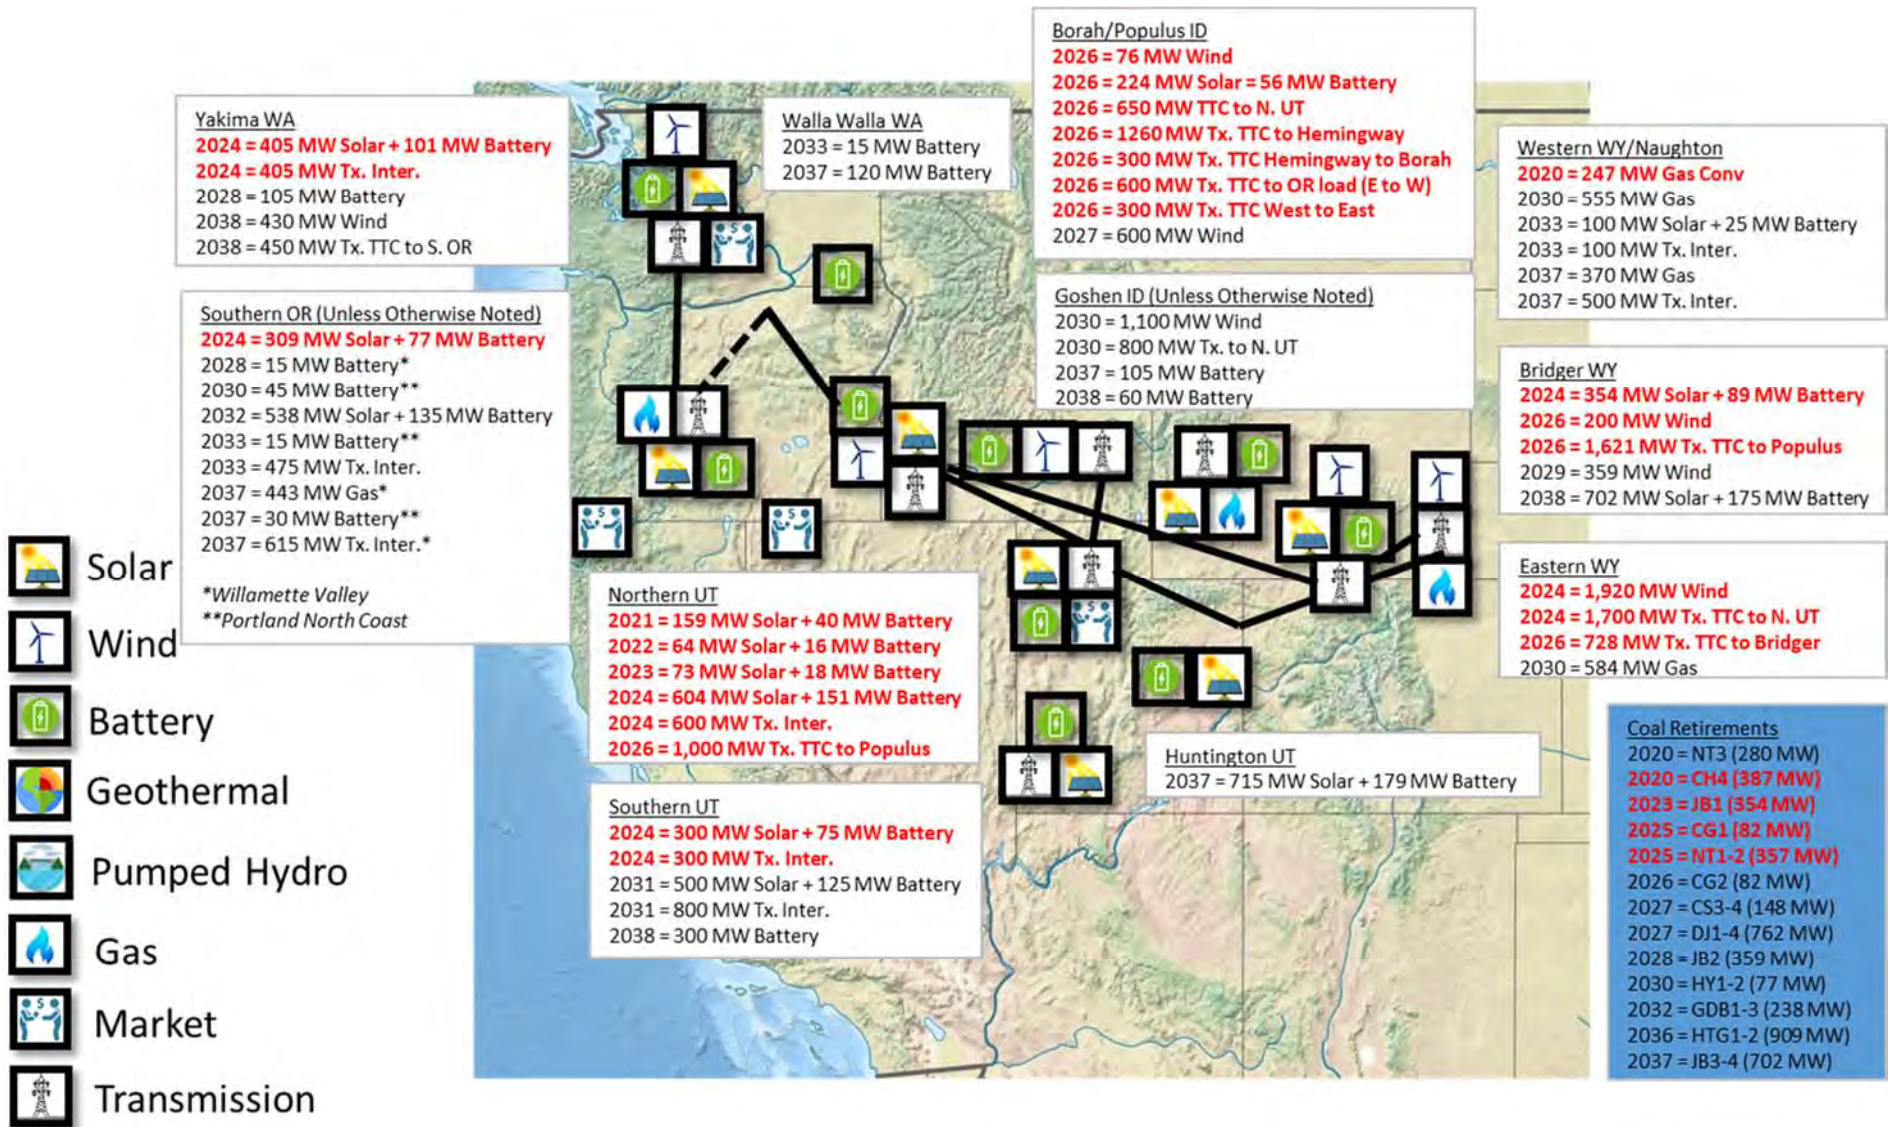 Yakima WA
2024 = 405 MW Solar + 101 MW Battery
2024 = 405 MW Tx. Inter.
2028 = 105 MW Battery
2038 = 430 MW Wind
2038 = 450 MW Tx. TTC to S. OR
Walla Walla WA
2033 = 15 MW Battery
2037 = 120 MW Battery
Borah/Populus ID
2026 = 76 MW Wind
2026 = 224 MW Solar = 56 MW Battery
2026 = 650 MW TTC to N. UT
2026 = 1260 MW Tx. TTC to Hemingway
2026 = 300 MW Tx. TTC Hemingway to Borah
2026 = 600 MW Tx. TTC to OR load (E to W)
2026 = 300 MW Tx. TTC West to East
2027 = 600 MW Wind
Western WY/Naughton
2020 = 247 MW Gas Conv
2030 = 555 MW Gas
2033 = 100 MW Solar + 25 MW Battery
2033 = 100 MW Tx. Inter.
2037 = 370 MW Gas
2037 = 500 MW Tx. Inter.
Southern OR (Unless Otherwise Noted)
2024 = 309 MW Solar + 77 MW Battery
2028 = 15 MW Battery*
2030 = 45 MW Battery**
2032 = 538 MW Solar + 135 MW Battery
2033 = 15 MW Battery**
2033 = 475 MW Tx. Inter.
2037 = 443 MW Gas*
2037 = 30 MW Battery**
2037 = 615 MW Tx. Inter.*
*Willamette Valley
**Portland North Coast
Goshen ID (Unless Otherwise Noted)
2030 = 1,100 MW Wind
2030 = 800 MW Tx. to N. UT
2037 = 105 MW Battery
2038 = 60 MW Battery
Bridger WY
2024 = 354 MW Solar + 89 MW Battery
2026 = 200 MW Wind
2026 = 1,621 MW Tx. TTC to Populus
2029 = 359 MW Wind
2038 = 702 MW Solar + 175 MW Battery
Eastern WY
2024 = 1,920 MW Wind
2024 = 1,700 MW Tx. TTC to N. UT
2026 = 728 MW Tx. TTC to Bridger
2030 = 584 MW Gas
Northern UT
2021 = 159 MW Solar + 40 MW Battery
2022 = 64 MW Solar + 16 MW Battery
2023 = 73 MW Solar + 18 MW Battery
2024 = 604 MW Solar + 151 MW Battery
2024 = 600 MW Tx. Inter.
2026 = 1,000 MW Tx. TTC to Populus
Southern UT
2024 = 300 MW Solar + 75 MW Battery
2024 = 300 MW Tx. Inter.
2031 = 500 MW Solar + 125 MW Battery
2031 = 800 MW Tx. Inter.
2038 = 300 MW Battery
Huntington UT
2037 = 715 MW Solar + 179 MW Battery
Coal Retirements
2020 = NT3 (280 MW)
2020 = CH4 (387 MW)
2023 = JB1 (354 MW)
2025 = CG1 (82 MW)
2025 = NT1-2 (357 MW)
2026 = CG2 (82 MW)
2027 = CS3-4 (148 MW)
2027 = DJ1-4 (762 MW)
2028 = JB2 (359 MW)
2030 = HY1-2 (77 MW)
2032 = GDB1-3 (238 MW)
2036 = HTG1-2 (909 MW)
2037 = JB3-4 (702 MW)
Solar
Wind
Battery
Geothermal
Pumped Hydro
Gas
Market
Transmission